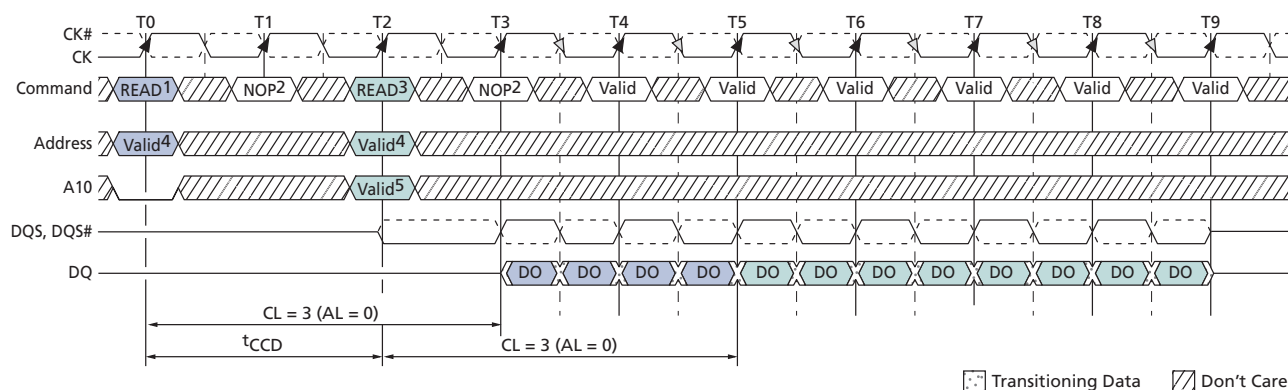 T0 T1 T2 T3 T4 T5 T6 T7 T8 T9
CK#
CK
Command READ1 NOP2 READ3 NOP2 Valid Valid Valid Valid Valid Valid
Address Valid4 Valid4
A10 Valid5
DQS, DQS#
DQ DO DO DO DO DO DO DO DO DO DO DO DO
CL = 3 (AL = 0)
tCCD CL = 3 (AL = 0)
Transitioning Data Don't Care